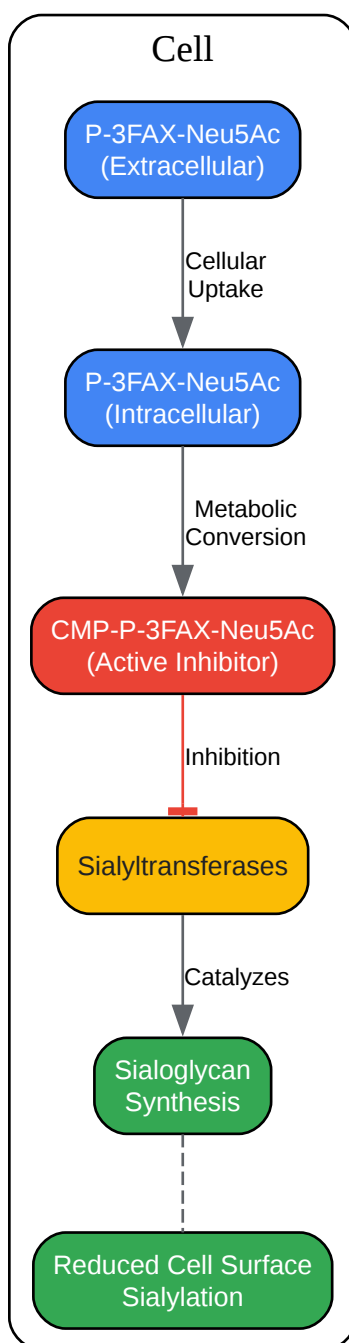 Cell
P-3FAX-Neu5Ac
(Extracellular)
Cellular
Uptake
P-3FAX-Neu5Ac
(Intracellular)
Metabolic
Conversion
CMP-P-3FAX-Neu5Ac
(Active Inhibitor)
Inhibition
Sialyltransferases
Catalyzes
Sialoglycan
Synthesis
Reduced Cell Surface
Sialylation